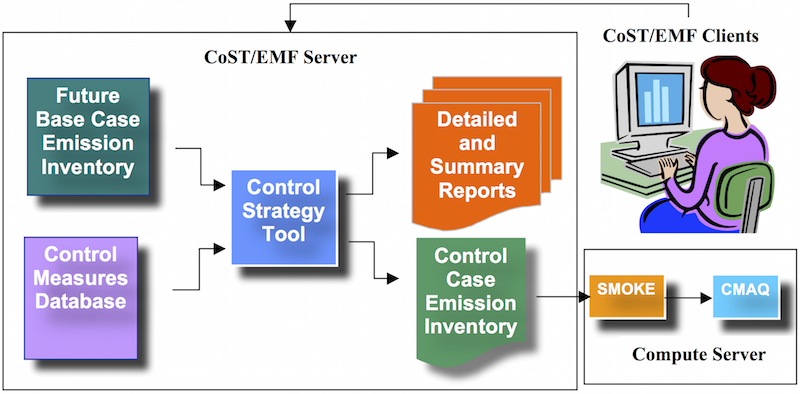 CoST/EMF Server
CoST/EMF Clients
Future
Base Case
Emission
Inventory
Control
Measures
Database
Control
Strategy
Tool
Detailed
and
Summary
Reports
Control
Case
Emission
Inventory
SMOKE
CMAQ
Compute Server